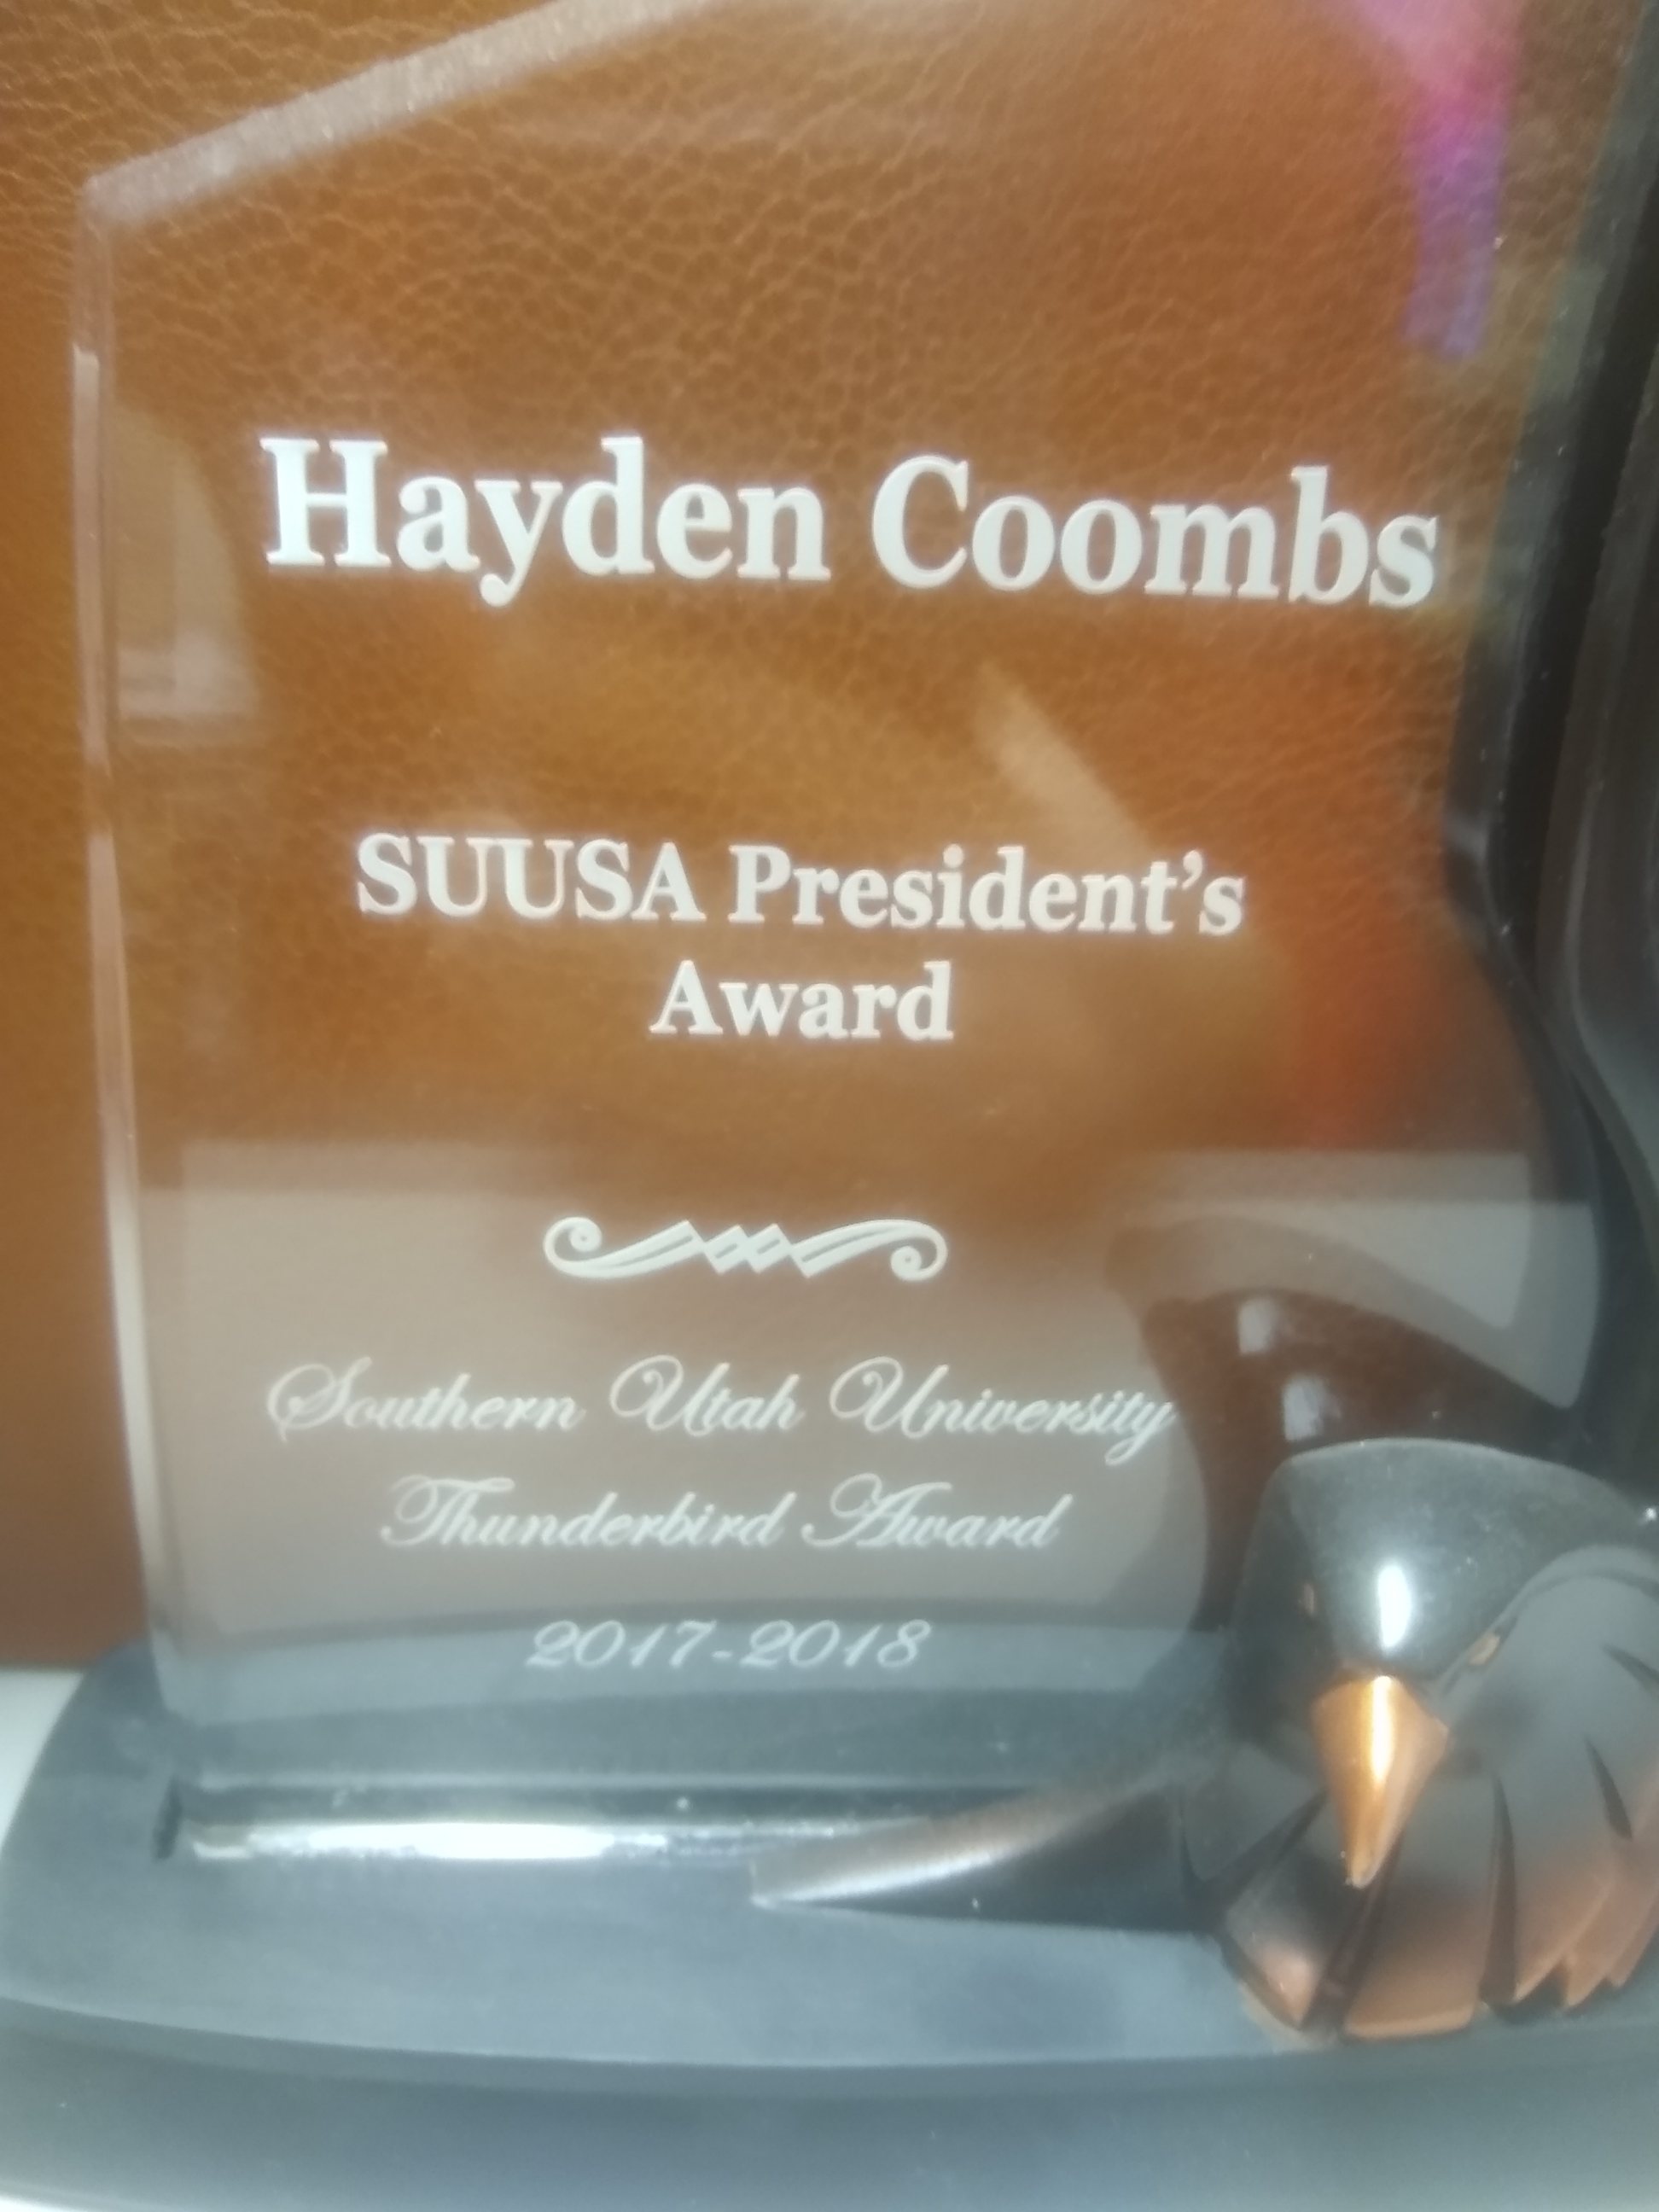 Hayden Coombs
SUUSA President’s
Award
Southern Utah University
Thunderbird Award
2017-2018